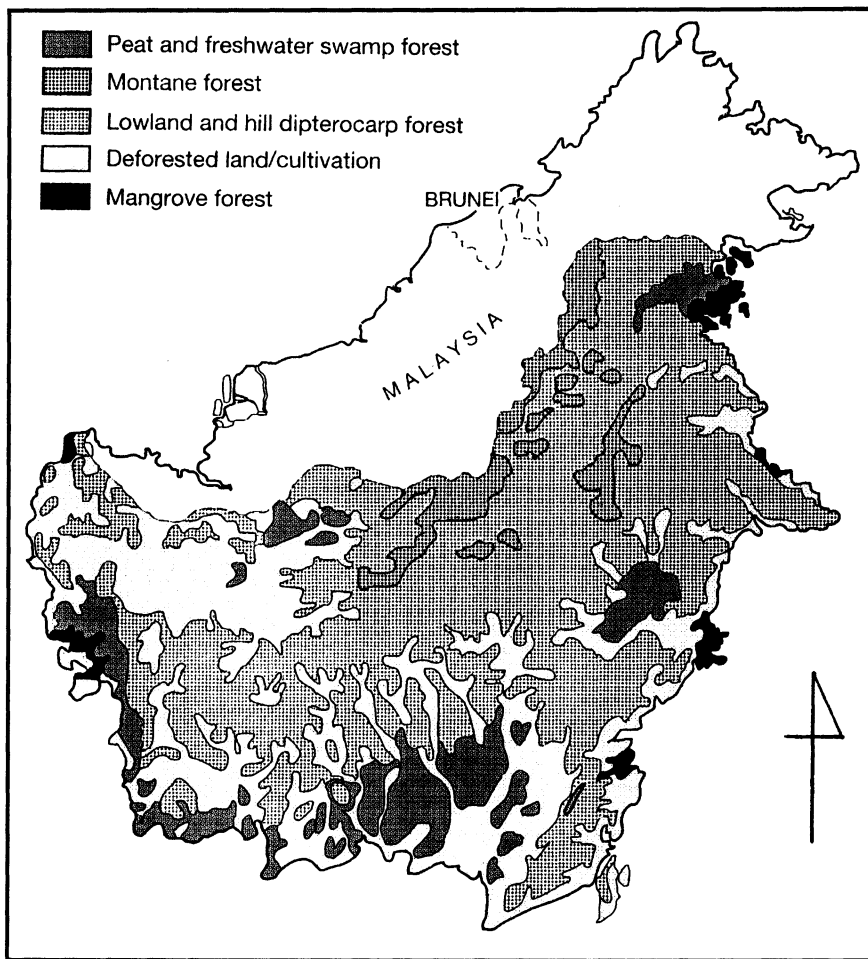 Peat and freshwater swamp forest
Montane forest
Lowland and hill dipterocarp forest
Deforested land/cultivation
Mangrove forest
BRUNEI
MALAYSIA